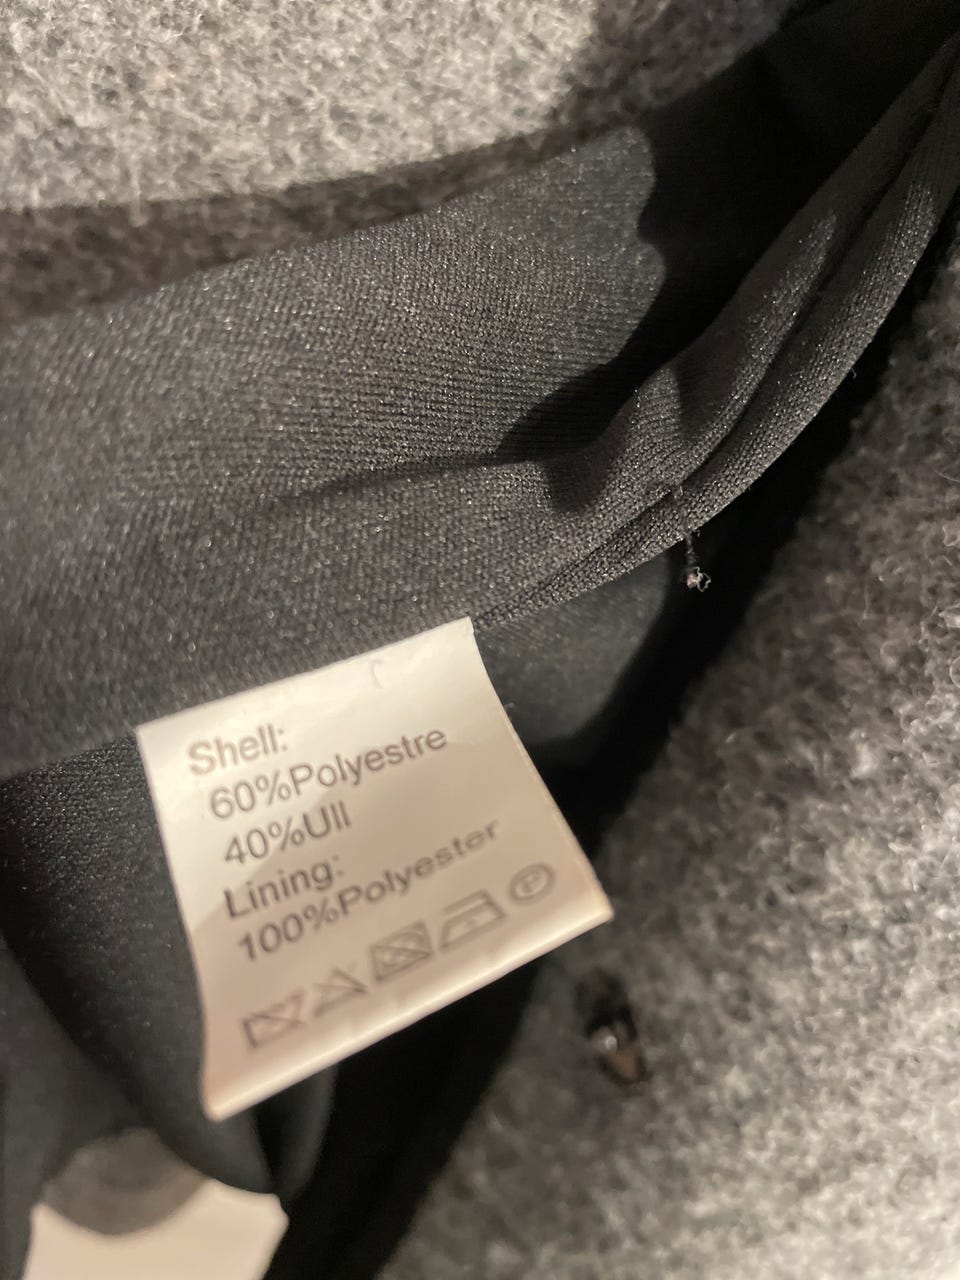 Shell:
60%Polyestre
40%Ull
Lining:
100%Polyester
P